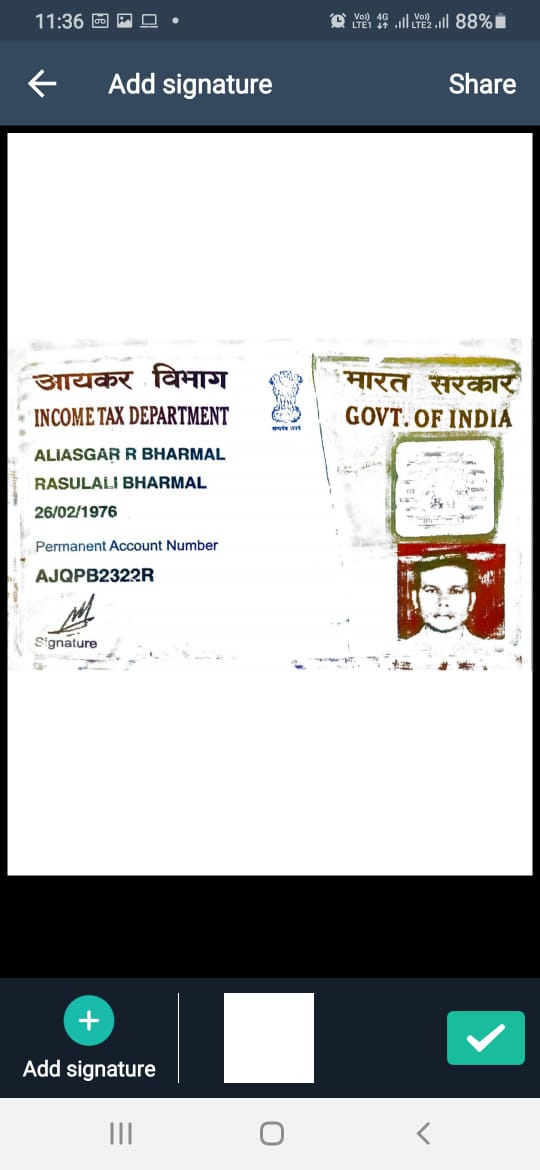 11:36
Vo)) 4G Vo)) 88%
LTE1 LTE2
Add signature
Share
आयकर विभाग
INCOME TAX DEPARTMENT
भारत सरकार
GOVT. OF INDIA
ALIASGAR R BHARMAL
RASULALI BHARMAL
26/02/1976
Permanent Account Number
AJQPB2322R
Signature
सत्यमेव जयते
Add signature